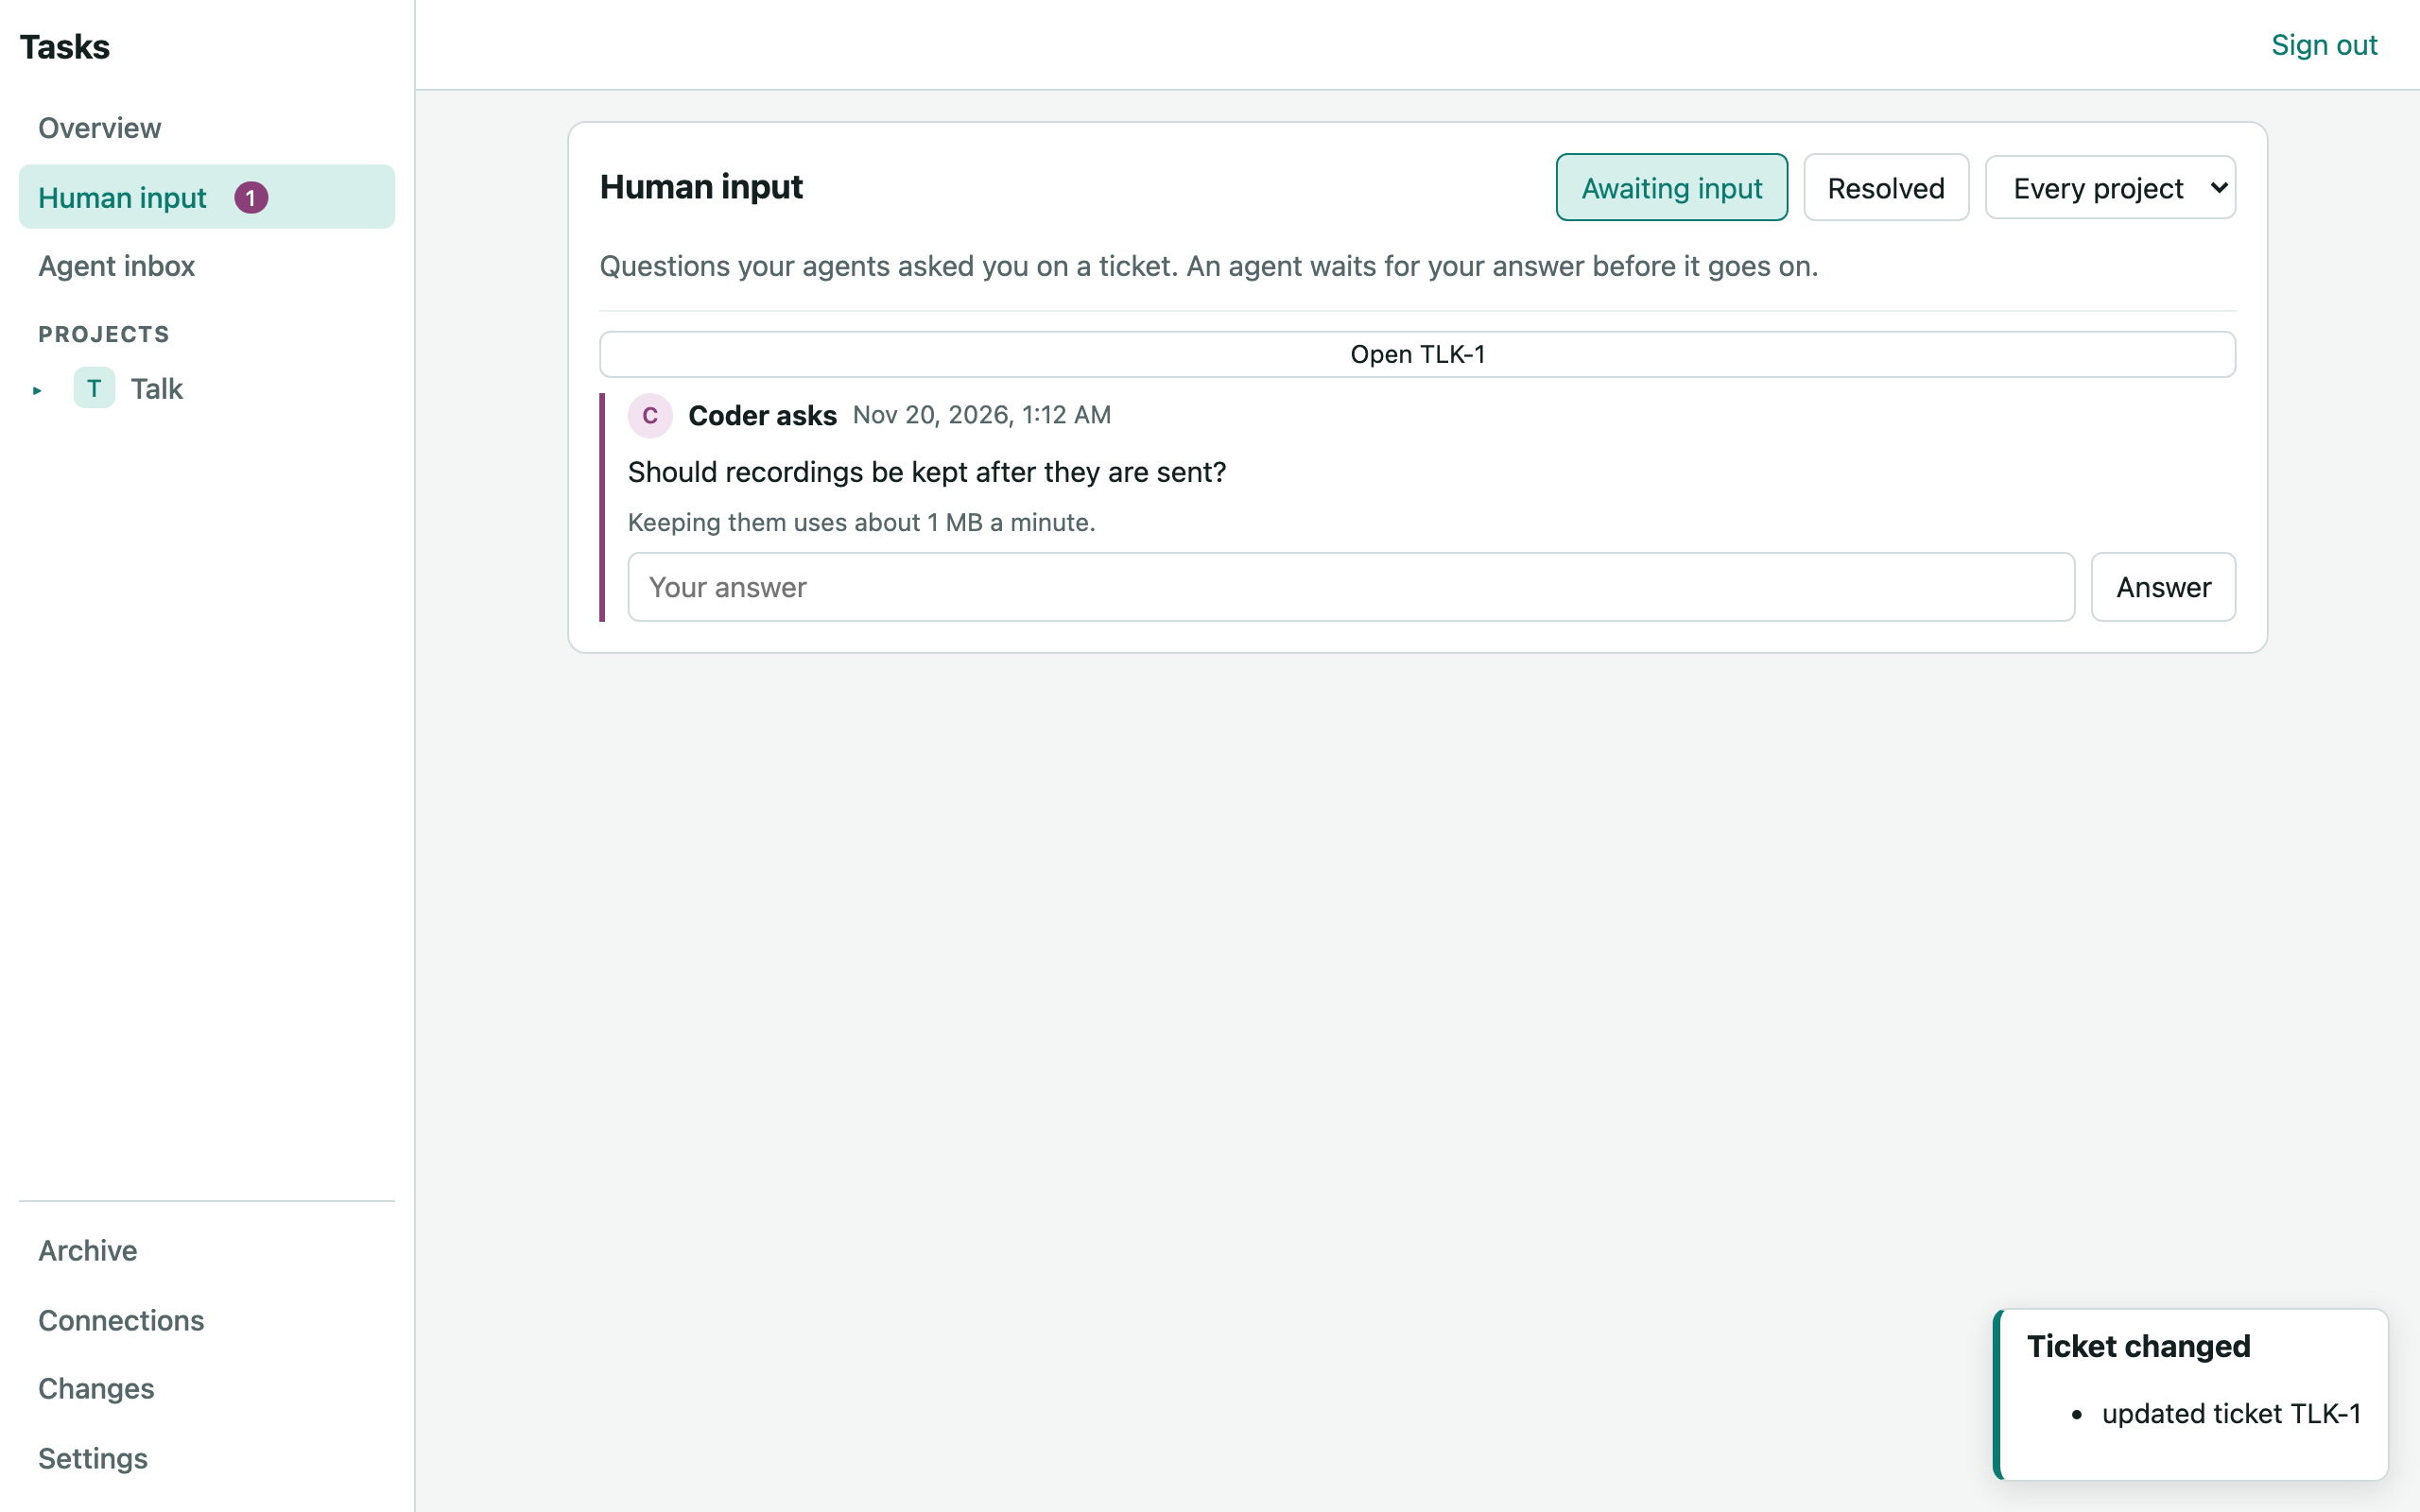 Tasks
Sign out
Overview
Human input 1
Agent inbox
PROJECTS
T Talk
Archive
Connections
Changes
Settings
Human input
Awaiting input
Resolved
Every project
Questions your agents asked you on a ticket. An agent waits for your answer before it goes on.
Open TLK-1
C Coder asks Nov 20, 2026, 1:12 AM
Should recordings be kept after they are sent?
Keeping them uses about 1 MB a minute.
Your answer
Answer
Ticket changed
• updated ticket TLK-1